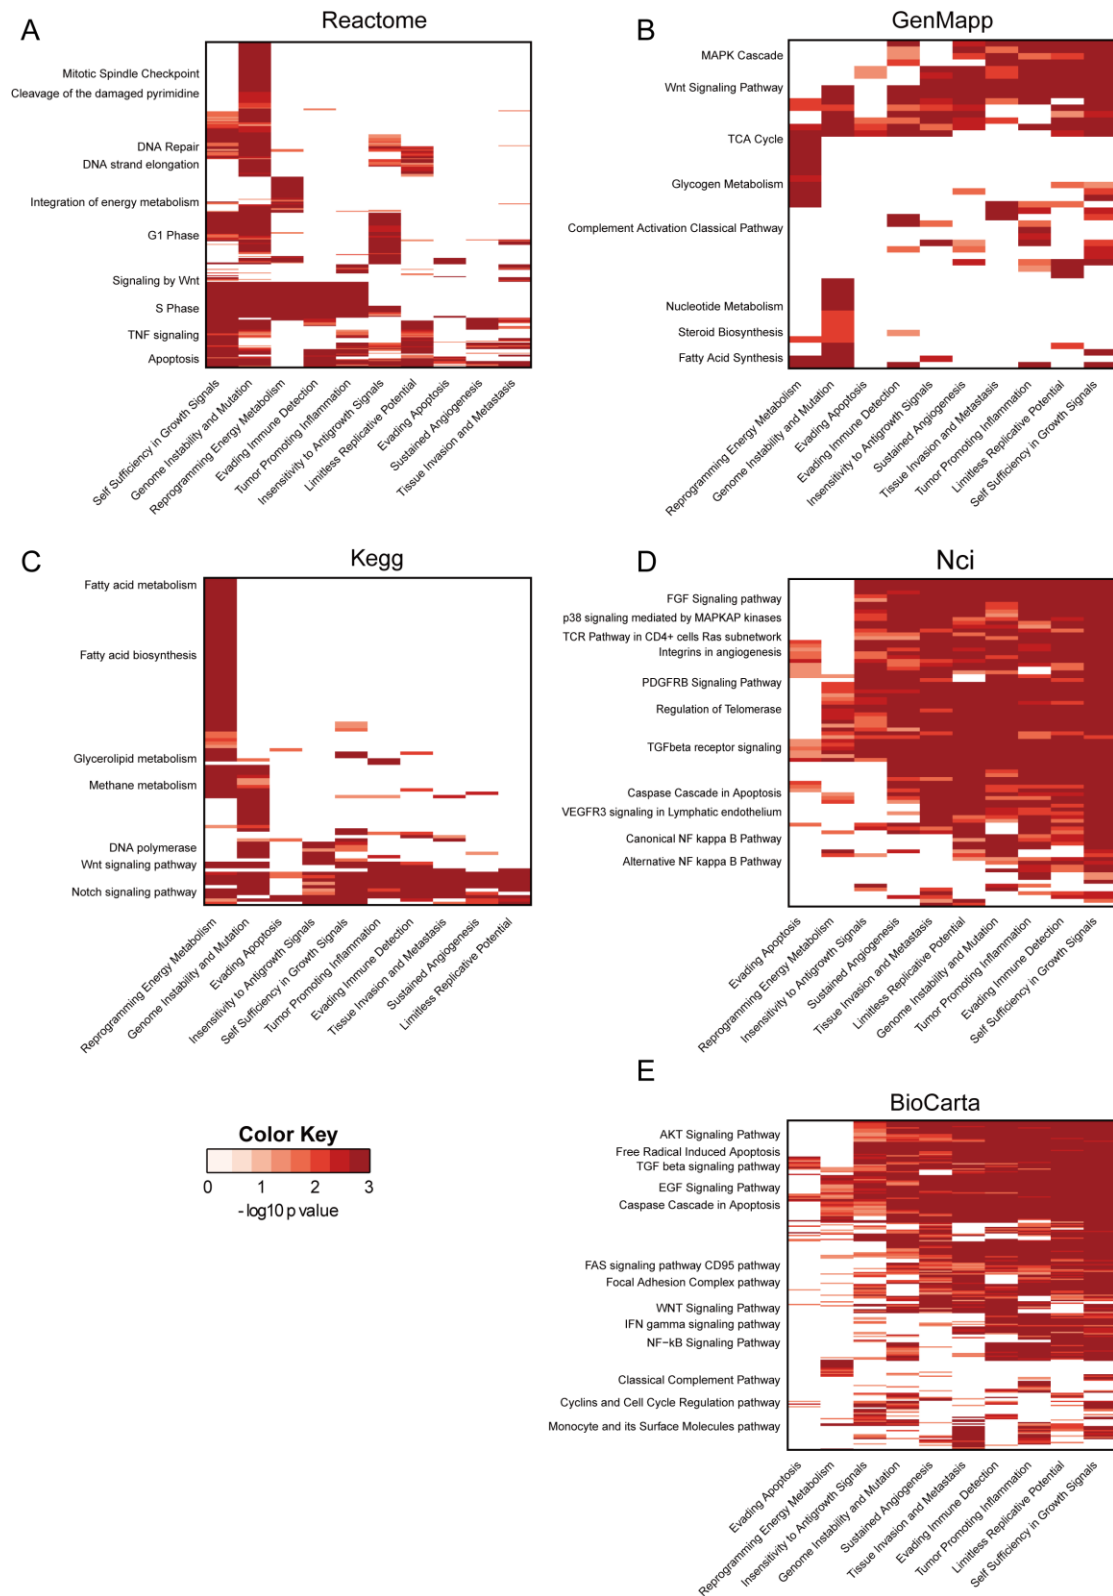 A
Reactome
Mitotic Spindle Checkpoint
Cleavage of the damaged pyrimidine
DNA Repair
DNA strand elongation
Integration of energy metabolism
G1 Phase
Signaling by Wnt
S Phase
TNF signaling
Apoptosis
Self Sufficiency in Growth Signals
Genome Instability and Mutation
Reprogramming Energy Metabolism
Evading Immune Detection
Tumor Promoting Inflammation
Insensitivity to Antigrowth Signals
Limitless Replicative Potential
Evading Apoptosis
Sustained Angiogenesis
Tissue Invasion and Metastasis
B
GenMapp
MAPK Cascade
Wnt Signaling Pathway
TCA Cycle
Glycogen Metabolism
Complement Activation Classical Pathway
Nucleotide Metabolism
Steroid Biosynthesis
Fatty Acid Synthesis
Reprogramming Energy Metabolism
Genome Instability and Mutation
Evading Apoptosis
Evading Immune Detection
Insensitivity to Antigrowth Signals
Sustained Angiogenesis
Tissue Invasion and Metastasis
Tumor Promoting Inflammation
Limitless Replicative Potential
Self Sufficiency in Growth Signals
C
Kegg
Fatty acid metabolism
Fatty acid biosynthesis
Glycerolipid metabolism
Methane metabolism
DNA polymerase
Wnt signaling pathway
Notch signaling pathway
Reprogramming Energy Metabolism
Genome Instability and Mutation
Evading Apoptosis
Insensitivity to Antigrowth Signals
Self Sufficiency in Growth Signals
Tumor Promoting Inflammation
Evading Immune Detection
Tissue Invasion and Metastasis
Sustained Angiogenesis
Limitless Replicative Potential
D
Nci
FGF Signaling pathway
p38 signaling mediated by MAPKAP kinases
TCR Pathway in CD4+ cells Ras subnetwork
Integrins in angiogenesis
PDGFRB Signaling Pathway
Regulation of Telomerase
TGFbeta receptor signaling
Caspase Cascade in Apoptosis
VEGFR3 signaling in Lymphatic endothelium
Canonical NF kappa B Pathway
Alternative NF kappa B Pathway
Evading Apoptosis
Reprogramming Energy Metabolism
Insensitivity to Antigrowth Signals
Sustained Angiogenesis
Tissue Invasion and Metastasis
Limitless Replicative Potential
Genome Instability and Mutation
Tumor Promoting Inflammation
Evading Immune Detection
Self Sufficiency in Growth Signals
Color Key
0 1 2 3
- log10 p value
E
BioCarta
AKT Signaling Pathway
Free Radical Induced Apoptosis
TGF beta signaling pathway
EGF Signaling Pathway
Caspase Cascade in Apoptosis
FAS signaling pathway CD95 pathway
Focal Adhesion Complex pathway
WNT Signaling Pathway
IFN gamma signaling pathway
NF−kB Signaling Pathway
Classical Complement Pathway
Cyclins and Cell Cycle Regulation pathway
Monocyte and its Surface Molecules pathway
Evading Apoptosis
Reprogramming Energy Metabolism
Insensitivity to Antigrowth Signals
Genome Instability and Mutation
Sustained Angiogenesis
Tissue Invasion and Metastasis
Evading Immune Detection
Tumor Promoting Inflammation
Limitless Replicative Potential
Self Sufficiency in Growth Signals